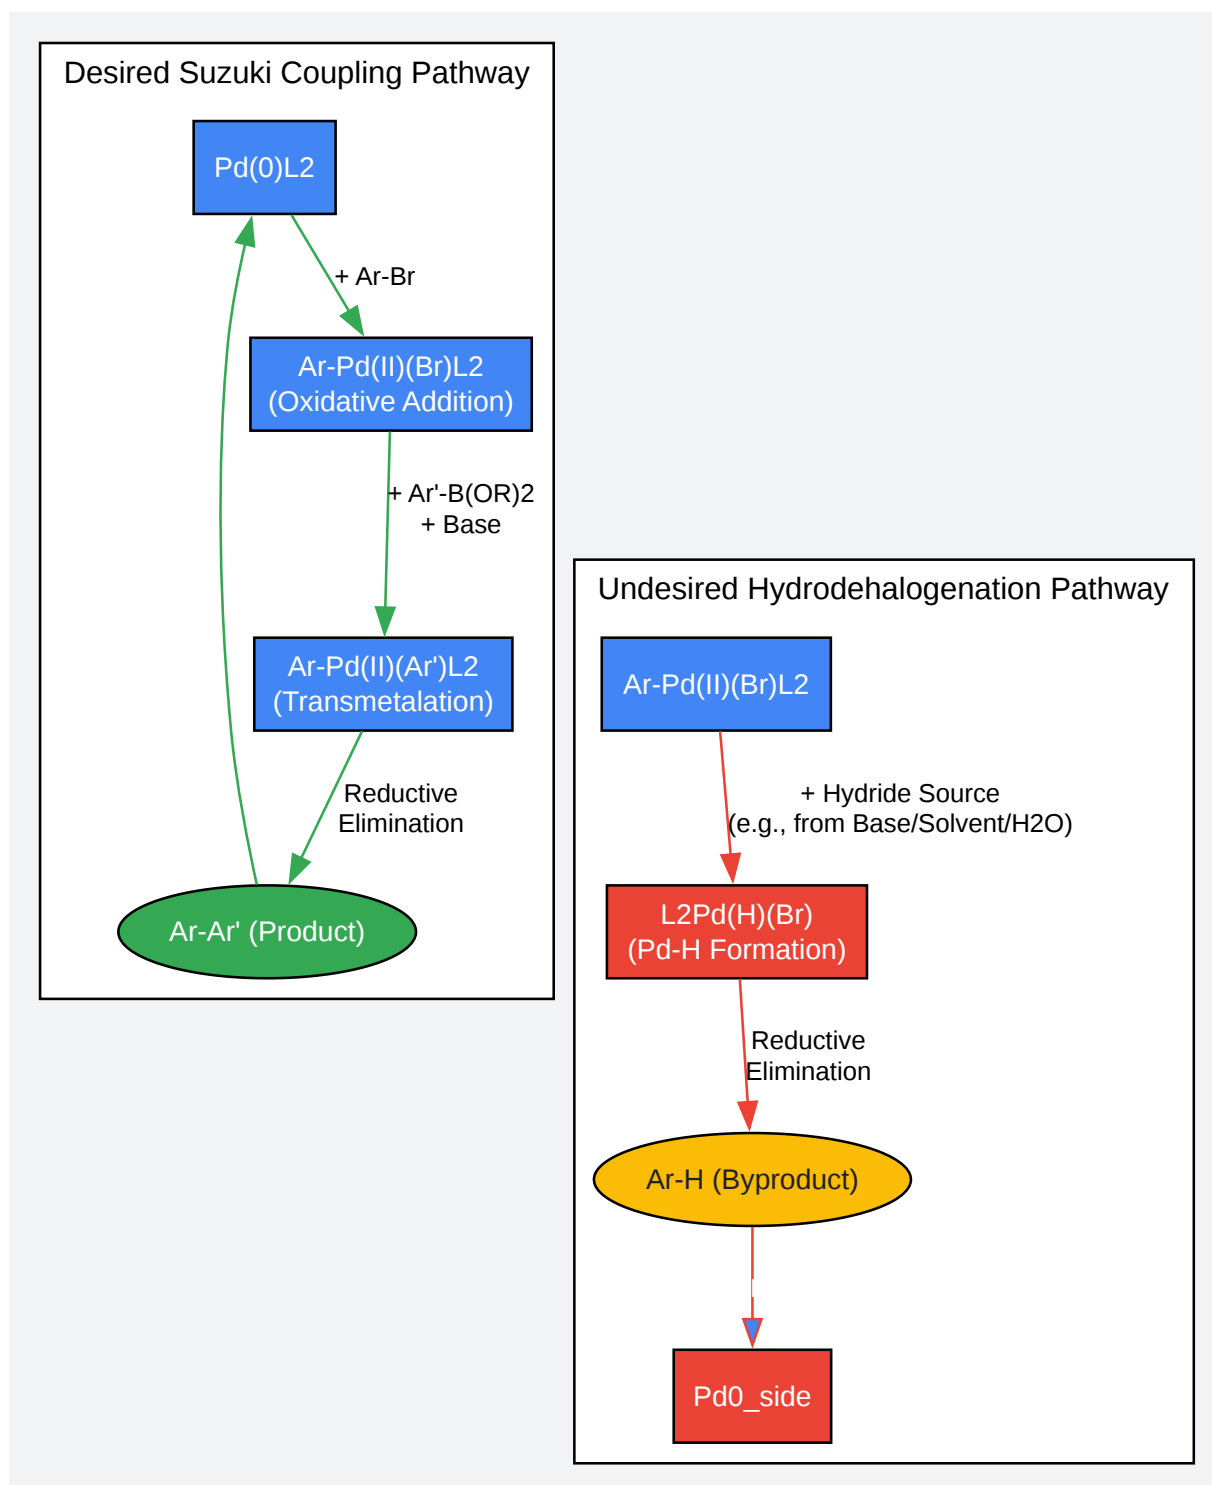 Desired Suzuki Coupling Pathway
Pd(0)L2
+ Ar-Br
Ar-Pd(II)(Br)L2
(Oxidative Addition)
+ Ar'-B(OR)2
+ Base
Ar-Pd(II)(Ar')L2
(Transmetalation)
Reductive
Elimination
Ar-Ar' (Product)
Undesired Hydrodehalogenation Pathway
Ar-Pd(II)(Br)L2
+ Hydride Source
(e.g., from Base/Solvent/H2O)
L2Pd(H)(Br)
(Pd-H Formation)
Reductive
Elimination
Ar-H (Byproduct)
Pd0_side